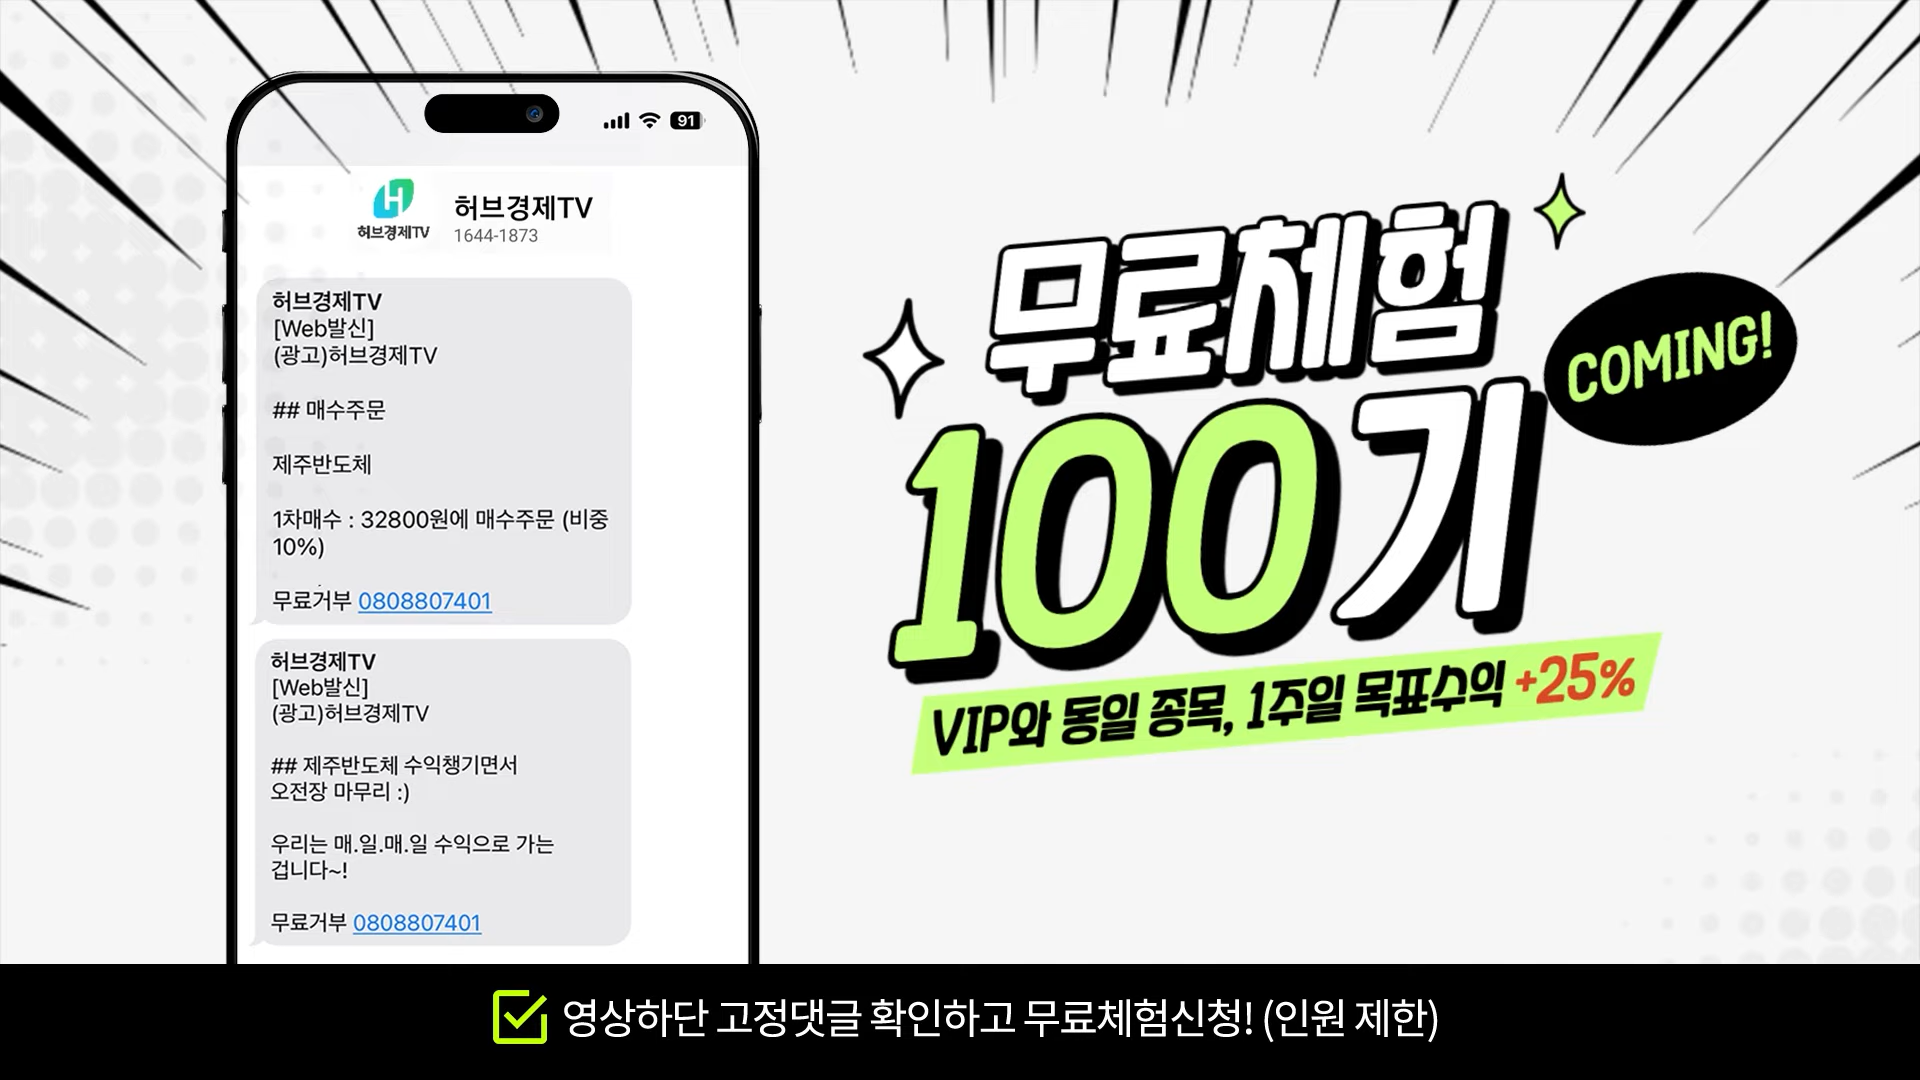 91
허브경제TV
허브경제TV
1644-1873
허브경제TV
[Web발신]
(광고)허브경제TV
## 매수주문
제주반도체
1차매수 : 32800원에 매수주문 (비중
10%)
무료거부 0808807401
허브경제TV
[Web발신]
(광고)허브경제TV
## 제주반도체 수익챙기면서
오전장 마무리 :)
우리는 매.일.매.일 수익으로 가는
겁니다~!
무료거부 0808807401
무료체험
100기
COMING!
VIP와 동일 종목, 1주일 목표수익 +25%
영상하단 고정댓글 확인하고 무료체험신청! (인원 제한)